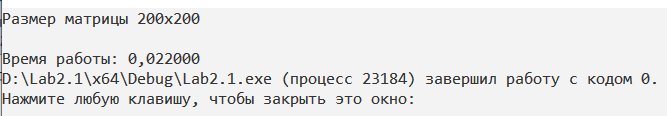 Размер матрицы 200x200
Время работы: 0,022000
D:\Lab2.1\x64\Debug\Lab2.1.exe (процесс 23184) завершил работу с кодом 0.
Нажмите любую клавишу, чтобы закрыть это окно: